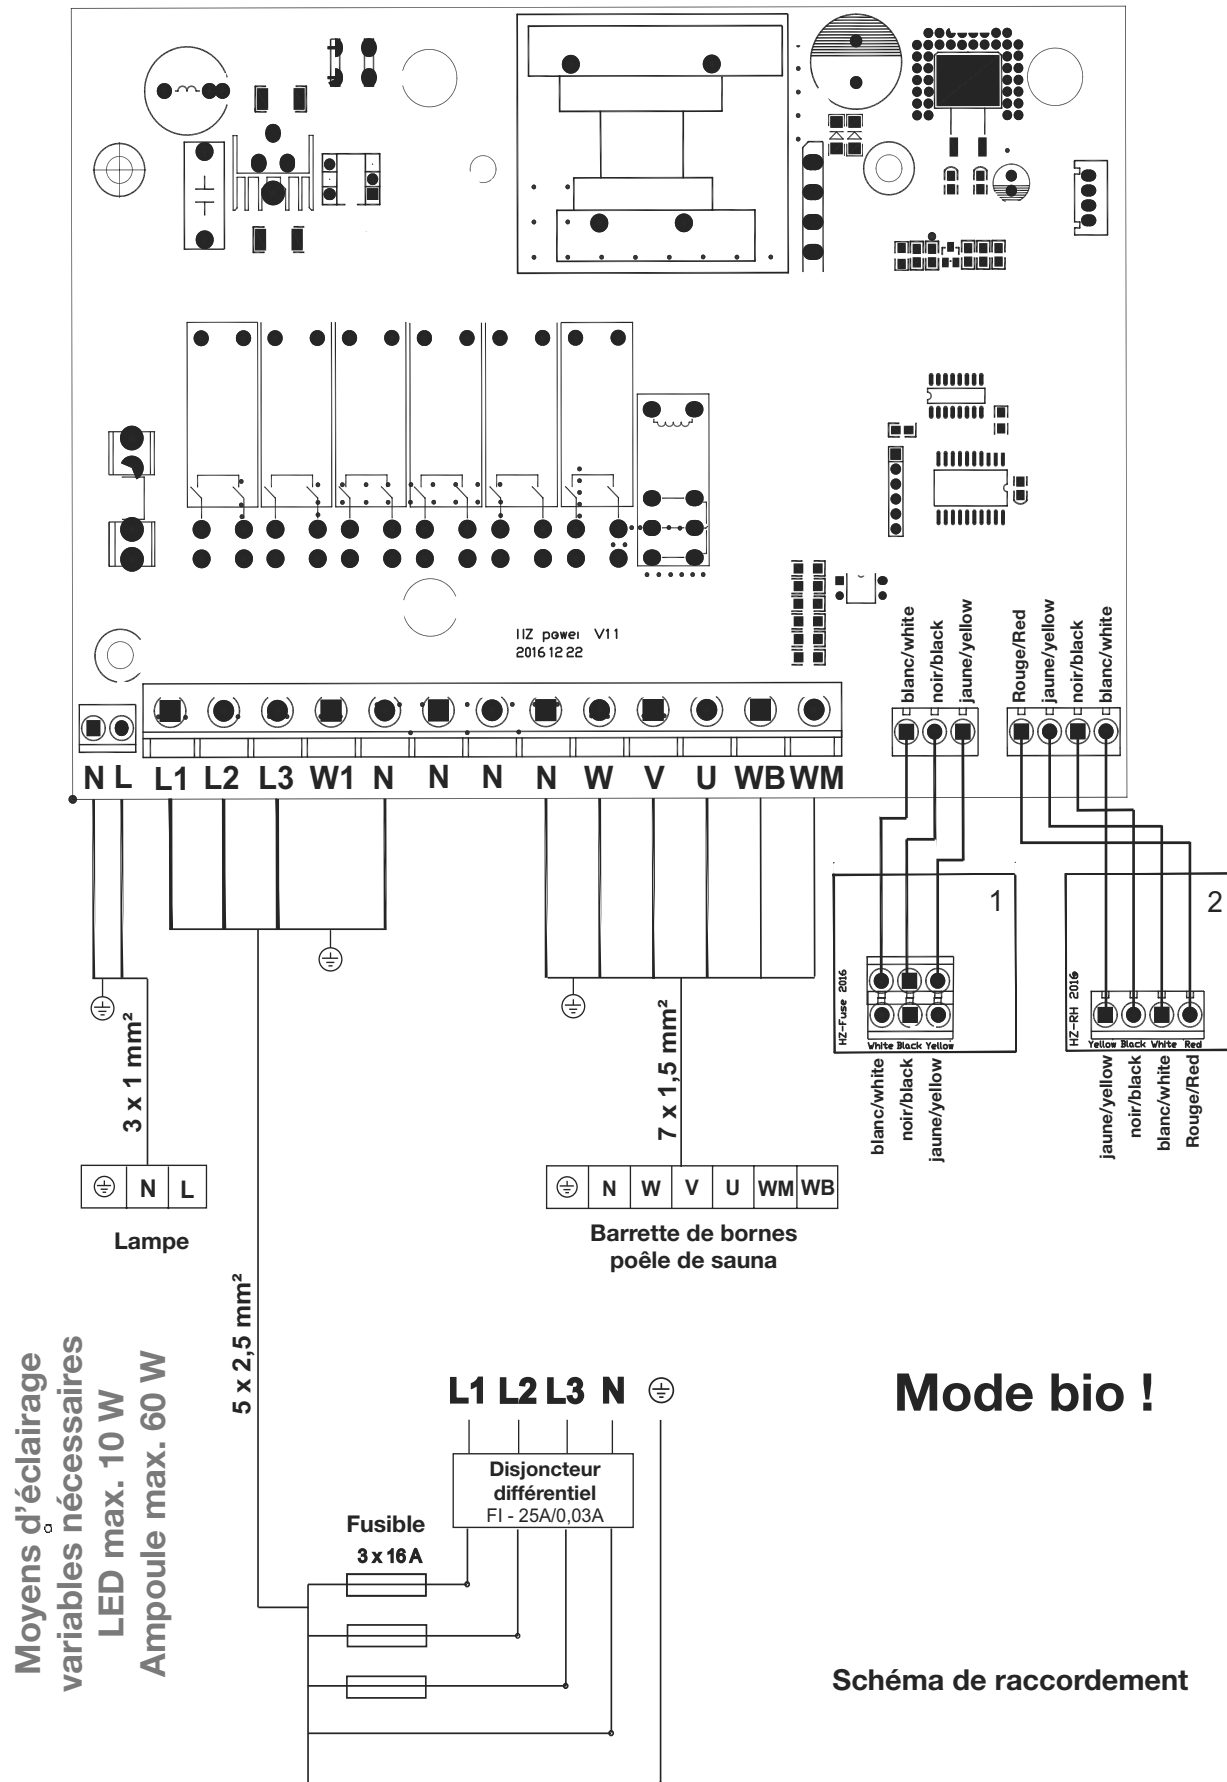 IIZ power V11
2016 12 22
blanc/white
noir/black
jaune/yellow
Rouge/Red
jaune/yellow
noir/black
blanc/white
N L L1 L2 L3 W1 N N N N W V U WB WM
1
HZ-Fuse 2016
White Black Yellow
blanc/white
noir/black
jaune/yellow
2
HZ-RH 2016
Yellow Black White Red
jaune/yellow
noir/black
blanc/white
Rouge/Red
3 x 1 mm²
N L
Lampe
7 x 1,5 mm²
N W V U WM WB
Barrette de bornes
poêle de sauna
5 x 2,5 mm²
Moyens d'éclairage
variables nécessaires
LED max. 10 W
Ampoule max. 60 W
L1 L2 L3 N
Disjoncteur
différentiel
FI - 25A/0,03A
Fusible
3 x 16 A
Mode bio !
Schéma de raccordement